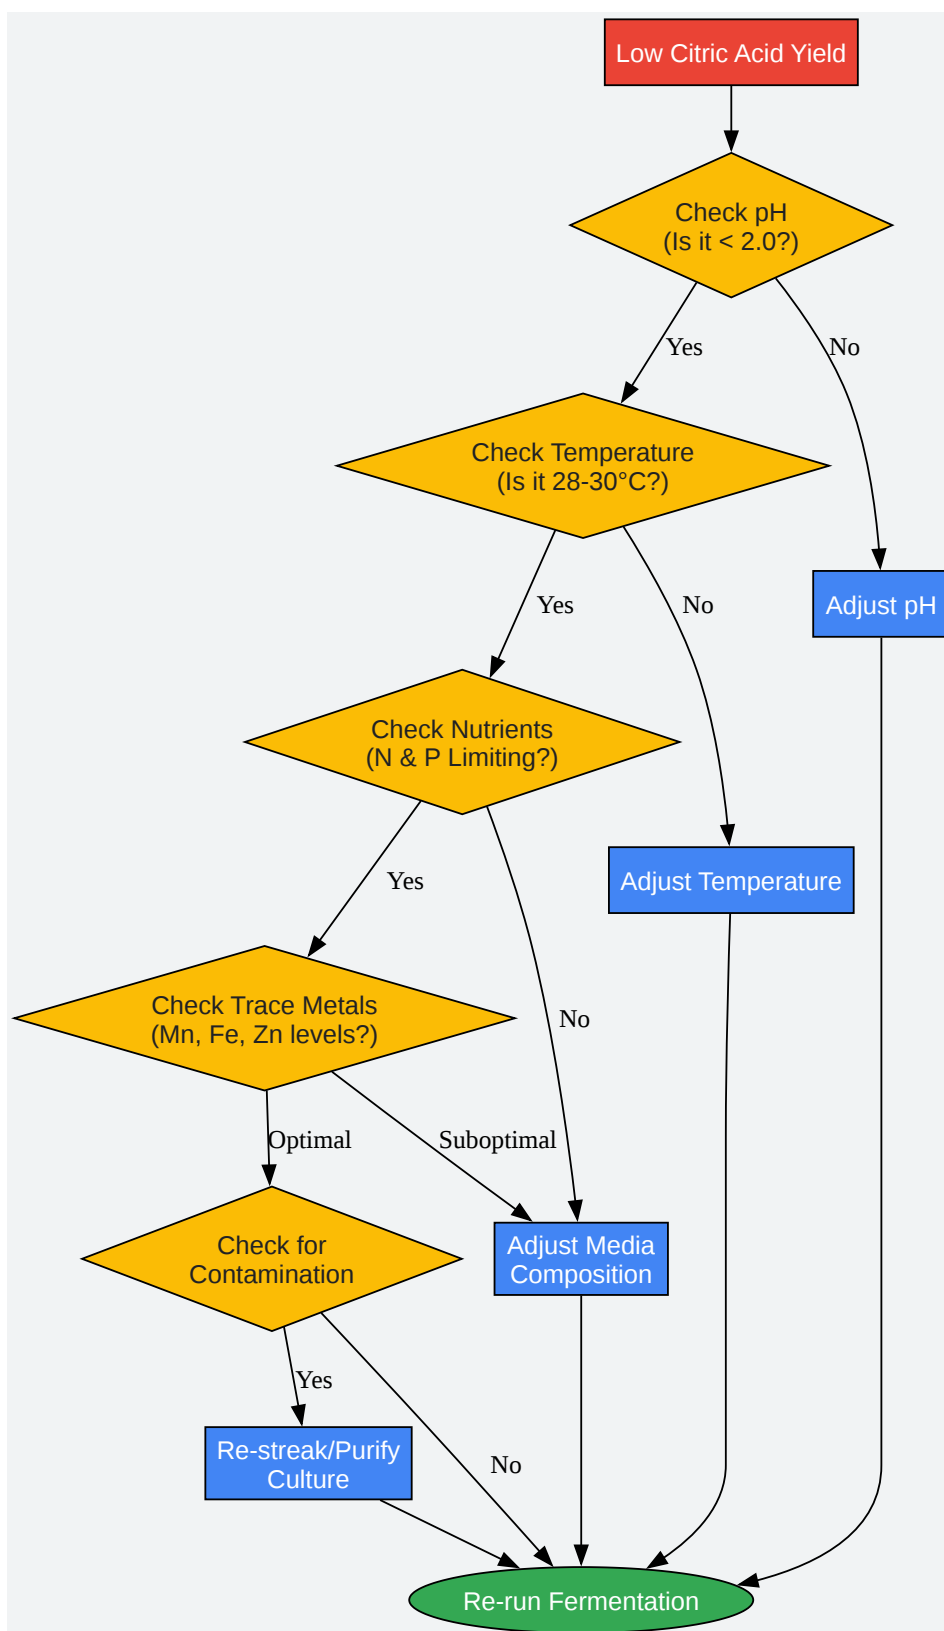 Low Citric Acid Yield
Check pH
(Is it < 2.0?)
Yes
No
Check Temperature
(Is it 28-30°C?)
Adjust pH
Yes
No
Check Nutrients
(N & P Limiting?)
Yes
Adjust Temperature
Check Trace Metals
(Mn, Fe, Zn levels?)
No
Optimal
Suboptimal
Check for
Contamination
Adjust Media
Composition
Yes
Re-streak/Purify
Culture
No
Re-run Fermentation